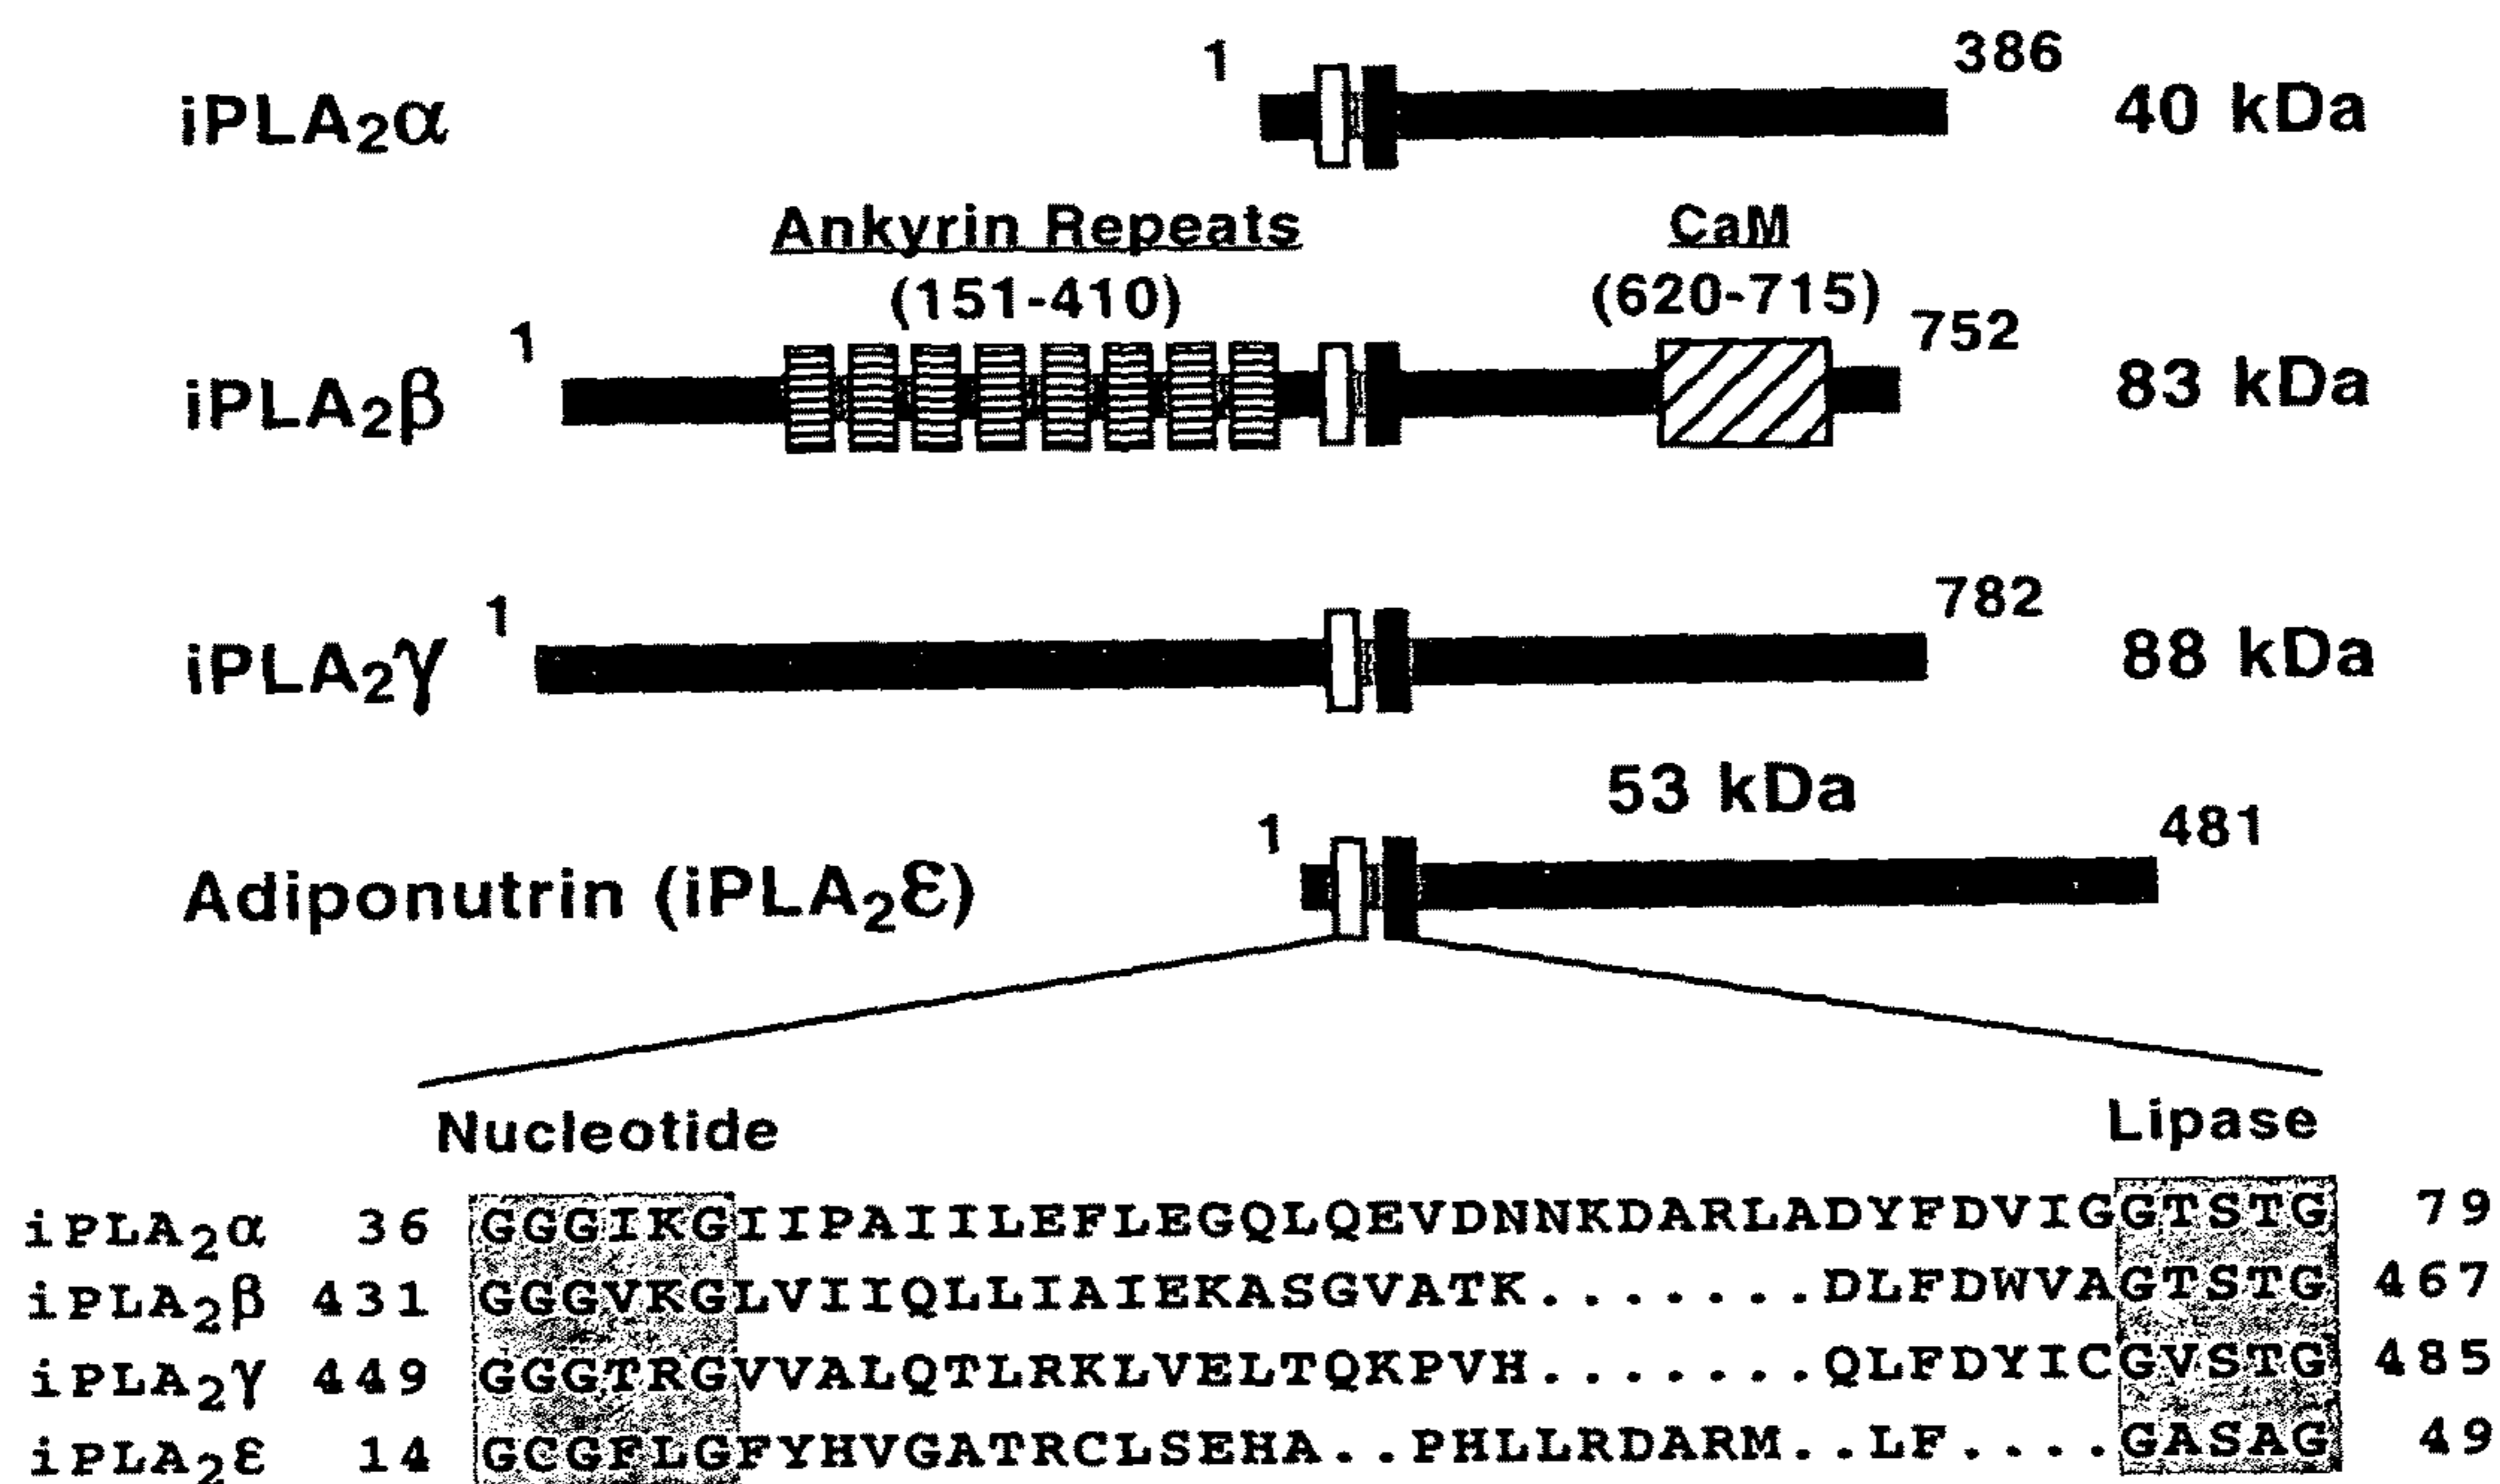 1 386
iPLA2α 40 kDa
Ankyrin Repeats CaM
(151-410) (620-715)
1 752
iPLA2β 83 kDa
1 782
iPLA2γ 88 kDa
53 kDa
1 481
Adiponutrin (iPLA2ε)
Nucleotide Lipase
iPLA2α 36 GGGIKGIIPAIILEFLEGQLQEVDNNKDARLADYFDVIGGTSTG 79
iPLA2β 431 GGGVKGLVIIQLLIAIEKASGVATK.......DLFDWVAGTSTG 467
iPLA2γ 449 GGGTRGVVALQTLRKLVELTQKPVH.......QLFDYICGVSTG 485
iPLA2ε 14 GCGFLGFYHVGATRCLSEHA..PHLLRDARM..LF....GASAG 49